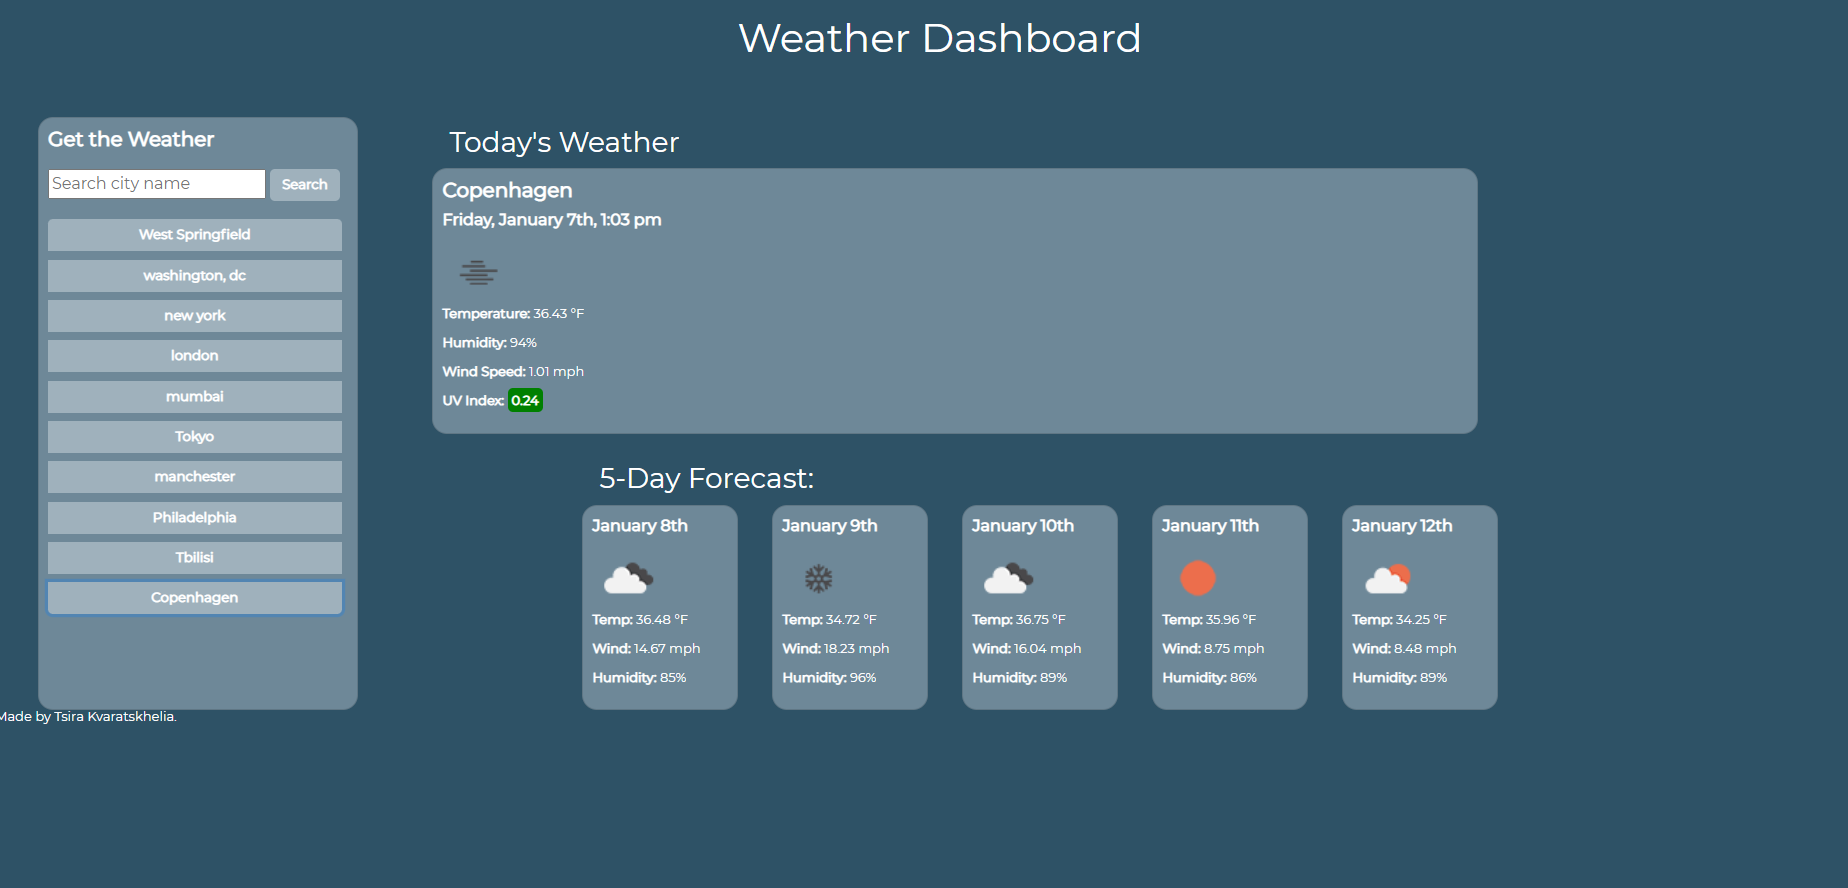 Weather Dashboard
Get the Weather
Search city name
Search
West Springfield
washington, dc
new york
london
mumbai
Tokyo
manchester
Philadelphia
Tbilisi
Copenhagen
Today's Weather
Copenhagen
Friday, January 7th, 1:03 pm
Temperature: 36.43 °F
Humidity: 94%
Wind Speed: 1.01 mph
UV Index: 0.24
5-Day Forecast:
January 8th
Temp: 36.48 °F
Wind: 14.67 mph
Humidity: 85%
January 9th
Temp: 34.72 °F
Wind: 18.23 mph
Humidity: 96%
January 10th
Temp: 36.75 °F
Wind: 16.04 mph
Humidity: 89%
January 11th
Temp: 35.96 °F
Wind: 8.75 mph
Humidity: 86%
January 12th
Temp: 34.25 °F
Wind: 8.48 mph
Humidity: 89%
Made by Tsira Kvaratskhelia.